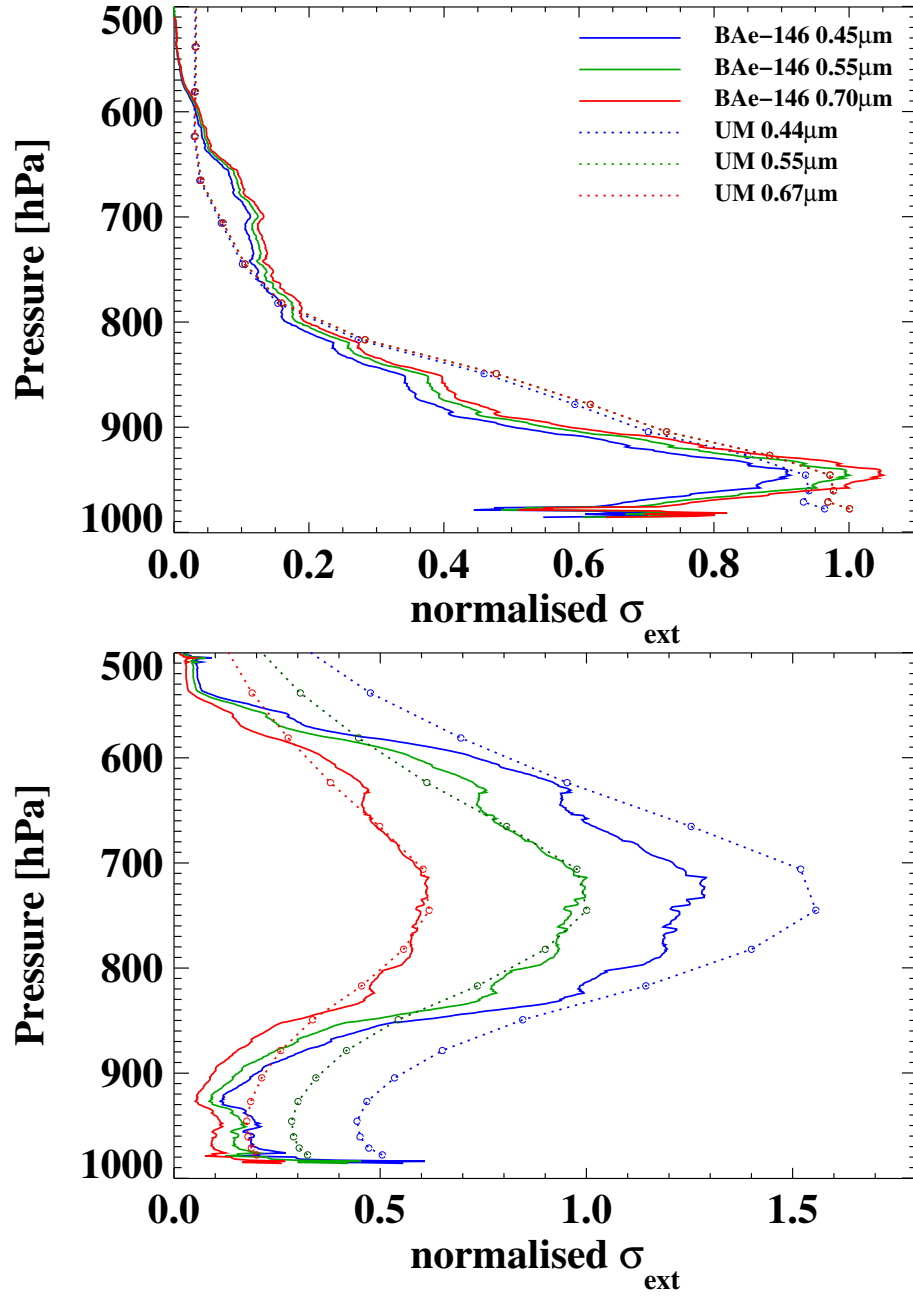 500
600
700
800
900
1000
Pressure [hPa]
BAe−146 0.45μm
BAe−146 0.55μm
BAe−146 0.70μm
UM 0.44μm
UM 0.55μm
UM 0.67μm
0.0 0.2 0.4 0.6 0.8 1.0
normalised σext
500
600
700
800
900
1000
Pressure [hPa]
0.0 0.5 1.0 1.5
normalised σext